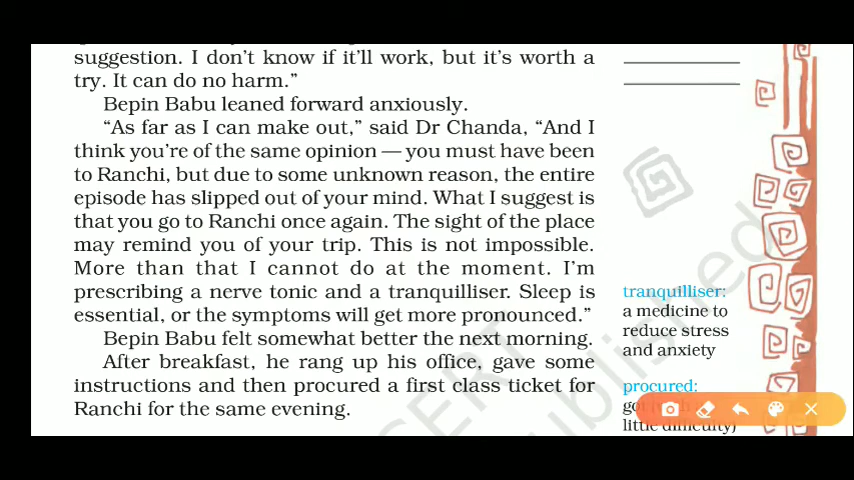 suggestion. I don't know if it'll work, but it's worth a
try. It can do no harm."
Bepin Babu leaned forward anxiously.
"As far as I can make out," said Dr Chanda, "And I
think you're of the same opinion — you must have been
to Ranchi, but due to some unknown reason, the entire
episode has slipped out of your mind. What I suggest is
that you go to Ranchi once again. The sight of the place
may remind you of your trip. This is not impossible.
More than that I cannot do at the moment. I'm
prescribing a nerve tonic and a tranquilliser. Sleep is
essential, or the symptoms will get more pronounced."
Bepin Babu felt somewhat better the next morning.
After breakfast, he rang up his office, gave some
instructions and then procured a first class ticket for
Ranchi for the same evening.
tranquilliser:
a medicine to
reduce stress
and anxiety
procured:
little difficulty)